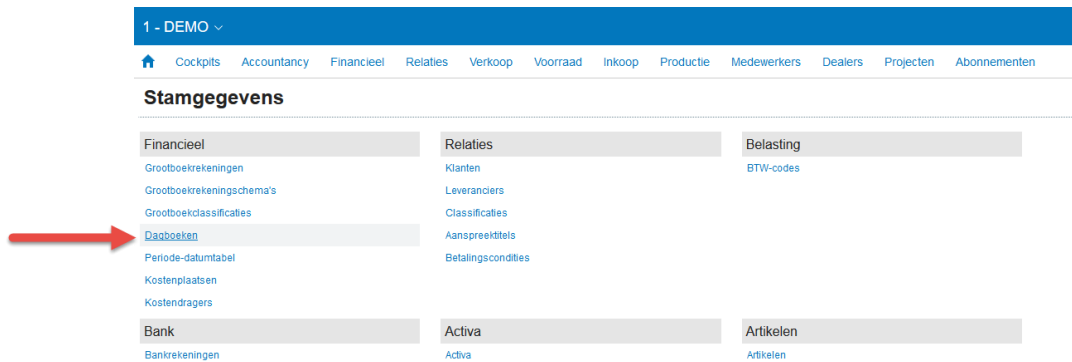 1 - DEMO
Cockpits Accountancy Financieel Relaties Verkoop Voorraad Inkoop Productie Medewerkers Dealers Projecten Abonnementen
Stamgegevens
Financieel
Grootboekrekeningen
Grootboekrekeningschema's
Grootboekclassificaties
Dagboeken
Periode-datumtabel
Kostenplaatsen
Kostendragers
Relaties
Klanten
Leveranciers
Classificaties
Aanspreektitels
Betalingscondities
Belasting
BTW-codes
Bank
Bankrekeningen
Activa
Activa
Artikelen
Artikelen